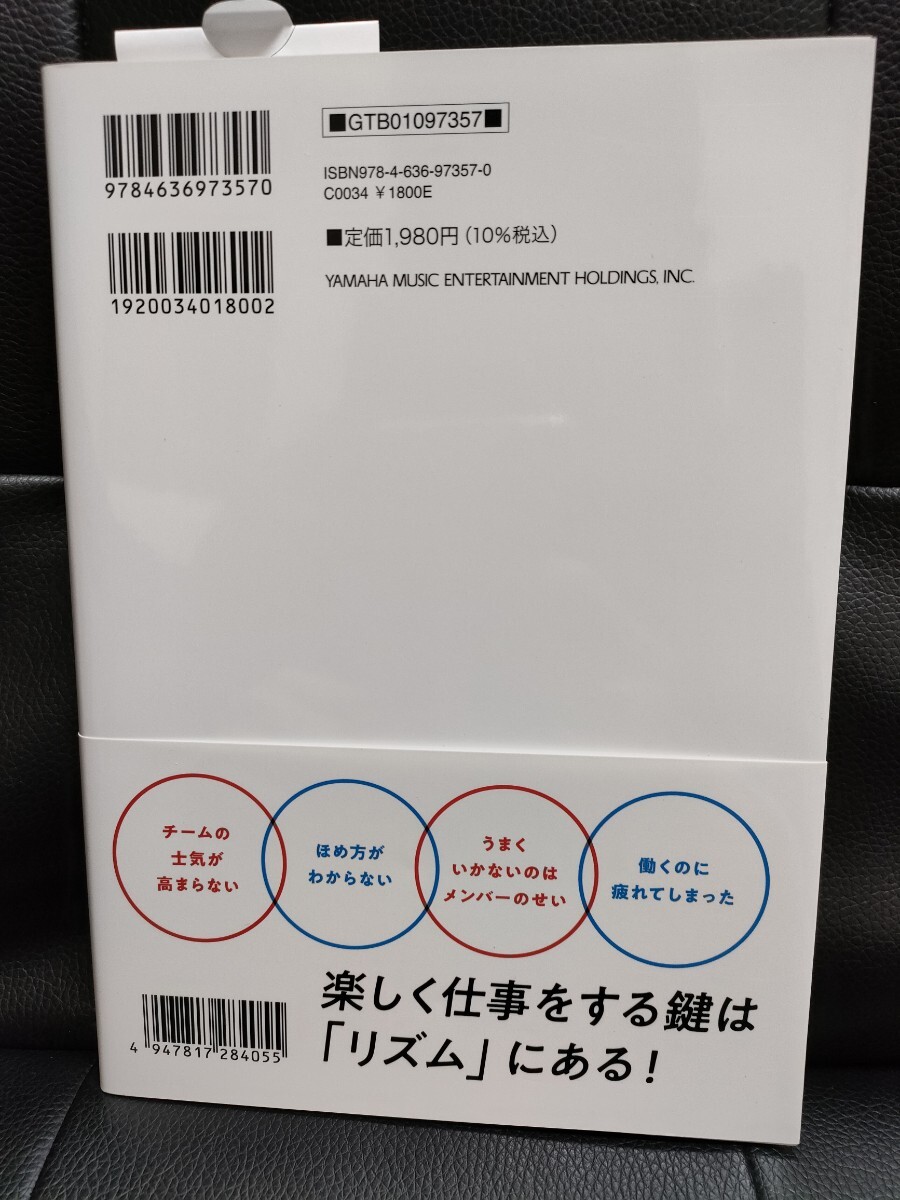 ■GTB01097357■
9784636973570
ISBN978-4-636-97357-0
C0034 ￥1800E
■定価1,980円（10%税込）
1920034018002
YAMAHA MUSIC ENTERTAINMENT HOLDINGS, INC.
チームの
士気が
高まらない
ほめ方が
わからない
うまく
いかないのは
メンバーのせい
働くのに
疲れてしまった
楽しく仕事をする鍵は
「リズム」にある！
4 947817 284055